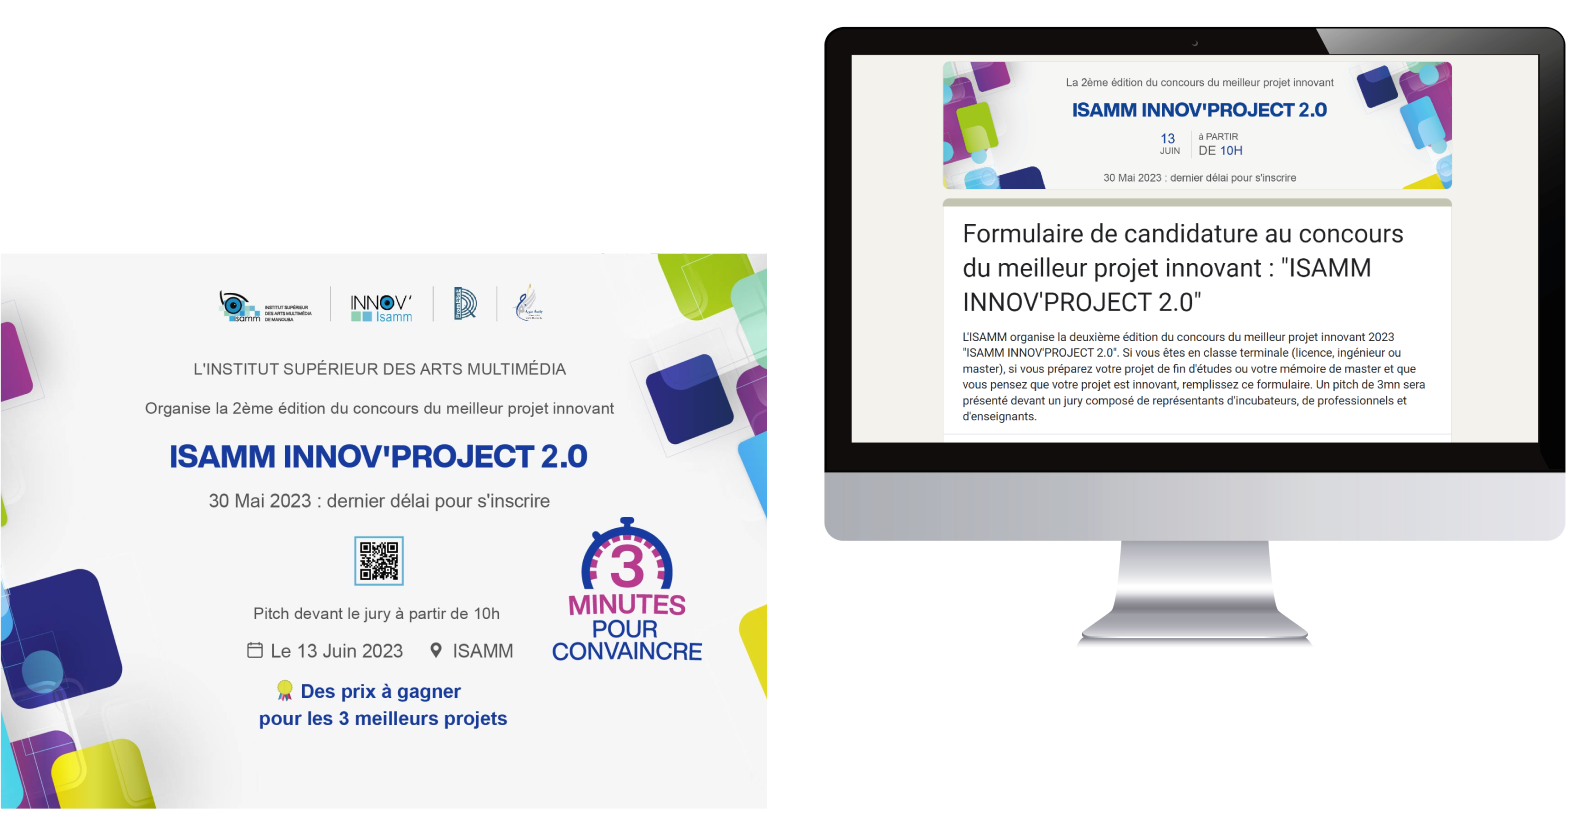 isamm
INSTITUT SUPÉRIEUR
DES ARTS MULTIMÉDIA
DE MANOUBA
INNOV'
Isamm
L'INSTITUT SUPÉRIEUR DES ARTS MULTIMÉDIA
Organise la 2ème édition du concours du meilleur projet innovant
ISAMM INNOV'PROJECT 2.0
30 Mai 2023 : dernier délai pour s'inscrire
Pitch devant le jury à partir de 10h
Le 13 Juin 2023
ISAMM
Des prix à gagner
pour les 3 meilleurs projets
3
MINUTES
POUR
CONVAINCRE
La 2ème édition du concours du meilleur projet innovant
ISAMM INNOV'PROJECT 2.0
13
JUIN
à PARTIR
DE 10H
30 Mai 2023 : dernier délai pour s'inscrire
Formulaire de candidature au concours
du meilleur projet innovant : "ISAMM
INNOV'PROJECT 2.0"
L'ISAMM organise la deuxième édition du concours du meilleur projet innovant 2023
"ISAMM INNOV'PROJECT 2.0". Si vous êtes en classe terminale (licence, ingénieur ou
master), si vous préparez votre projet de fin d'études ou votre mémoire de master et que
vous pensez que votre projet est innovant, remplissez ce formulaire. Un pitch de 3mn sera
présenté devant un jury composé de représentants d'incubateurs, de professionnels et
d'enseignants.